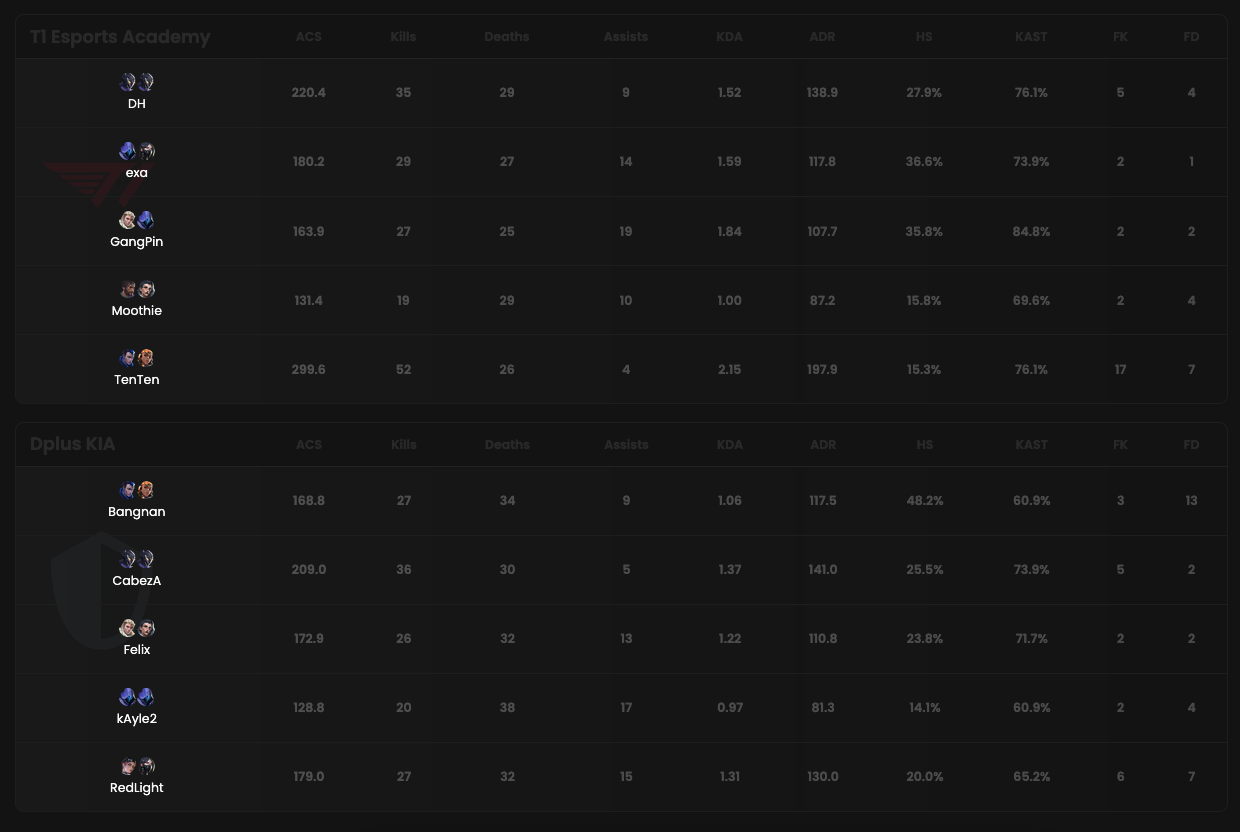 T1 Esports Academy ACS Kills Deaths Assists KDA ADR HS KAST FK FD
DH 220.4 35 29 9 1.52 138.9 27.9% 76.1% 5 4
exa 180.2 29 27 14 1.59 117.8 36.6% 73.9% 2 1
GangPin 163.9 27 25 19 1.84 107.7 35.8% 84.8% 2 2
Moothie 131.4 19 29 10 1.00 87.2 15.8% 69.6% 2 4
TenTen 299.6 52 26 4 2.15 197.9 15.3% 76.1% 17 7
Dplus KIA ACS Kills Deaths Assists KDA ADR HS KAST FK FD
Bangnan 168.8 27 34 9 1.06 117.5 48.2% 60.9% 3 13
CabezA 209.0 36 30 5 1.37 141.0 25.5% 73.9% 5 2
Felix 172.9 26 32 13 1.22 110.8 23.8% 71.7% 2 2
kAyle2 128.8 20 38 17 0.97 81.3 14.1% 60.9% 2 4
RedLight 179.0 27 32 15 1.31 130.0 20.0% 65.2% 6 7